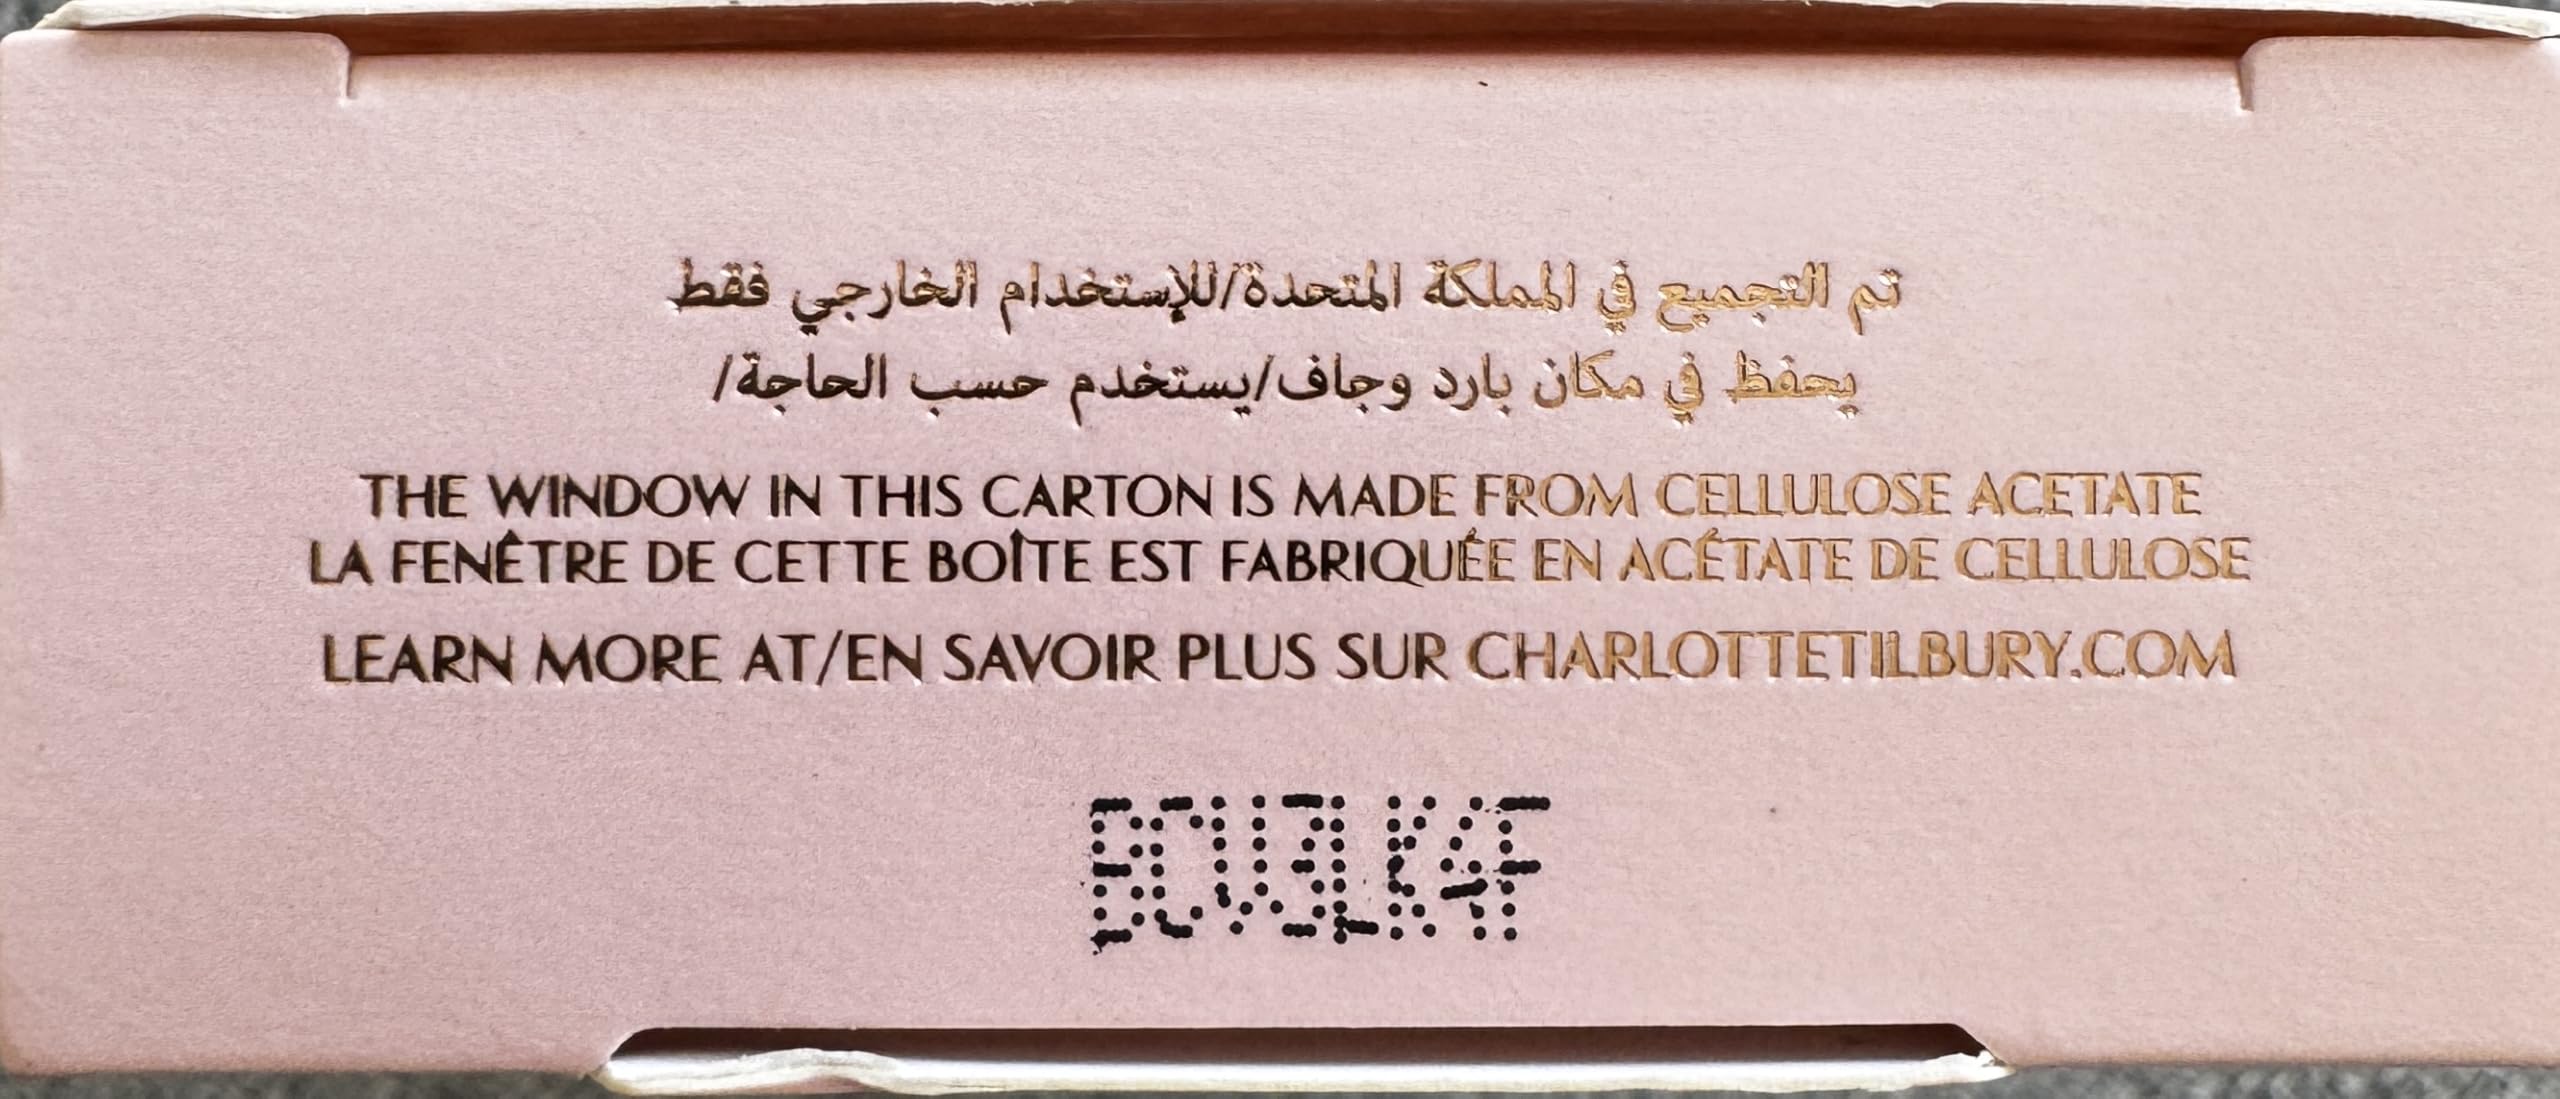 تم التجميع في المملكة المتحدة/للإستخدام الخارجي فقط
يحفظ في مكان بارد وجاف/يستخدم حسب الحاجة/
THE WINDOW IN THIS CARTON IS MADE FROM CELLULOSE ACETATE
LA FENÊTRE DE CETTE BOÎTE EST FABRIQUÉE EN ACÉTATE DE CELLULOSE
LEARN MORE AT/EN SAVOIR PLUS SUR CHARLOTTETILBURY.COM
BCV3LK4F